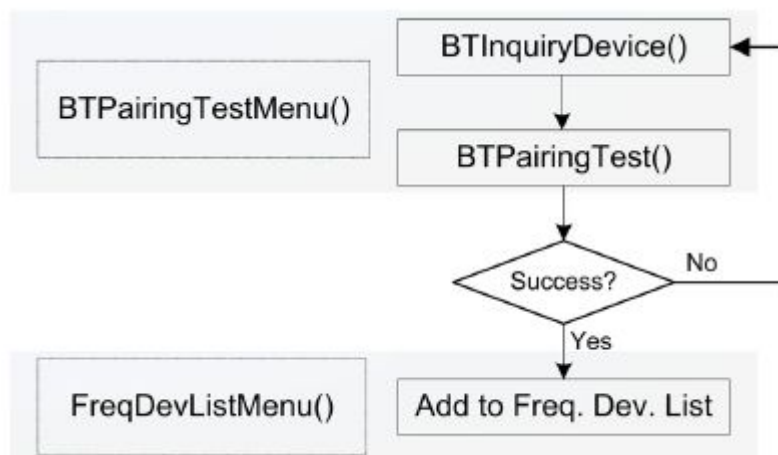 BTInquiryDevice()
BTPairingTestMenu()
BTPairingTest()
Success?
No
Yes
FreqDevListMenu()
Add to Freq. Dev. List